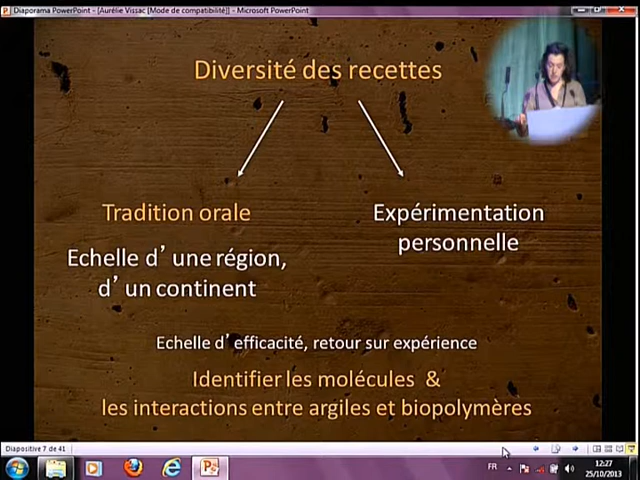 Diaporama PowerPoint - [Aurélie Vissac [Mode de compatibilité]] - Microsoft PowerPoint
Diversité des recettes
Tradition orale
Expérimentation
personnelle
Echelle d’une région,
d’un continent
Echelle d’efficacité, retour sur expérience
Identifier les molécules &
les interactions entre argiles et biopolymères
Diapositive 7 de 41
FR
12:27
25/10/2013